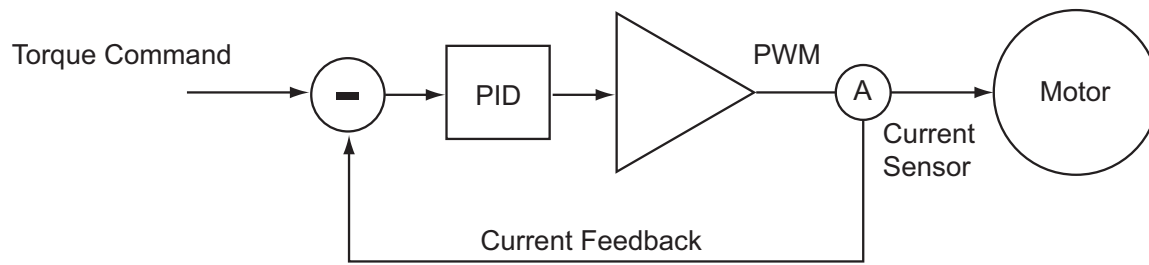 Torque Command
-
PID
PWM
A
Current
Sensor
Motor
Current Feedback